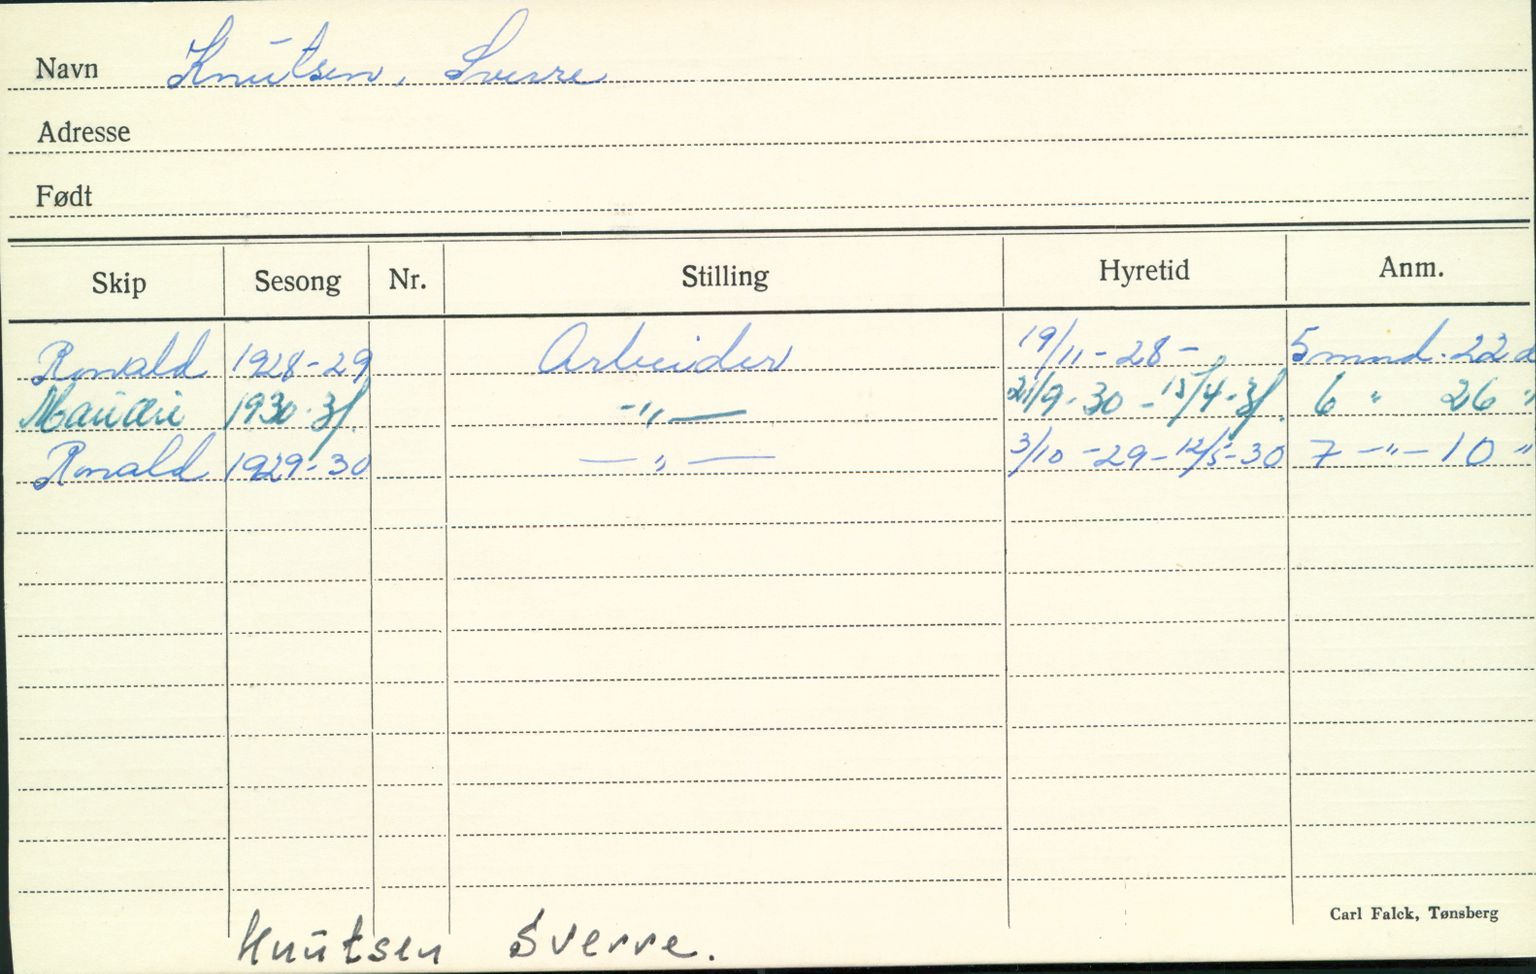 Navn Knutsen, Sverre
Adresse
Født
Skip Sesong Nr. Stilling Hyretid Anm.
Ronald 1928-29 Arbeider 19/11-28- 5 mnd. 22 d
1930-31 -"- 21/9-30 - 15/4-31. 6 " 26 "
Ronald 1929-30 — " — 3/10 -29 - 12/5-30 7 -"- 10 "
Carl Falck, Tønsberg
Knutsen Sverre.